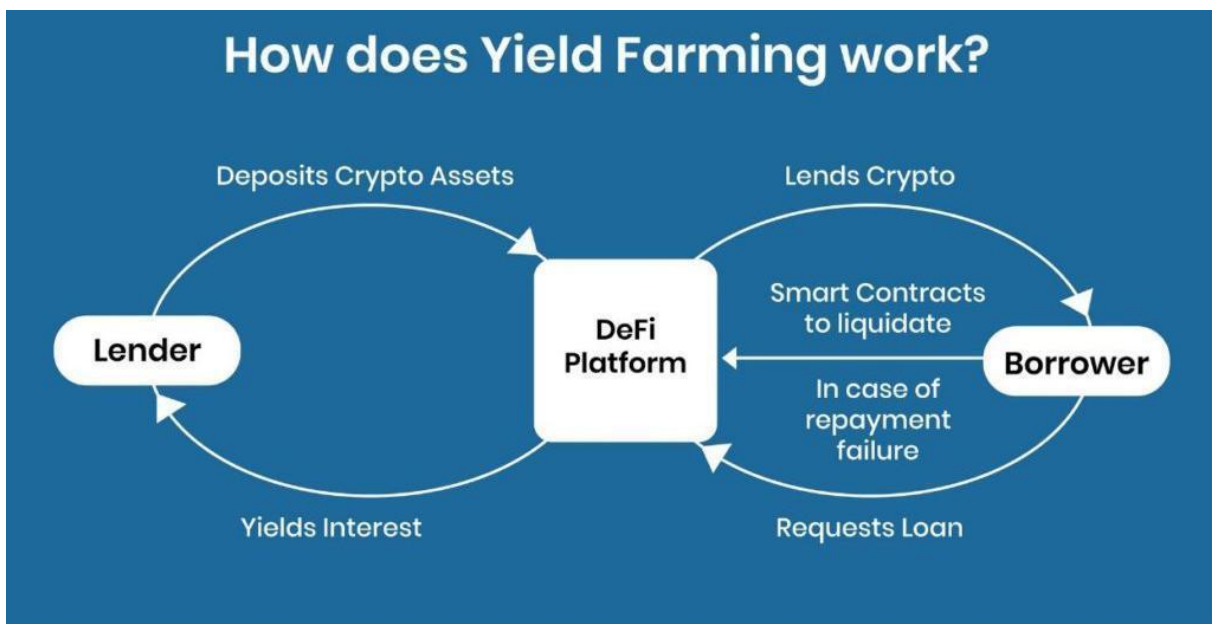 How does Yield Farming work?
Deposits Crypto Assets
Lends Crypto
Smart Contracts
to liquidate
DeFi
Platform
Lender
Borrower
In case of
repayment
failure
Yields Interest
Requests Loan